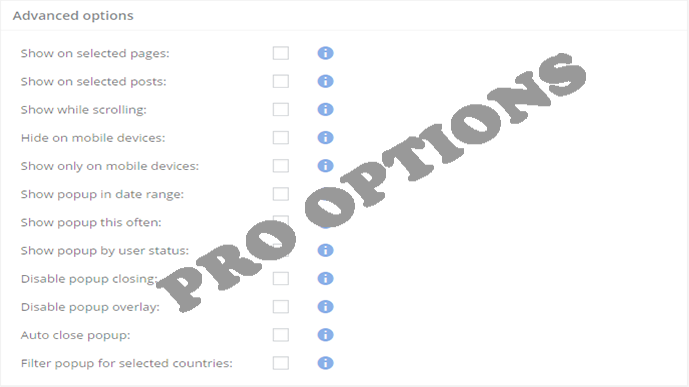 Advanced options
Show on selected pages:
Show on selected posts:
Show while scrolling:
Hide on mobile devices:
Show only on mobile devices:
Show popup in date range:
Show popup this often:
Show popup by user status:
Disable popup closing:
Disable popup overlay:
Auto close popup:
Filter popup for selected countries:
PRO OPTIONS